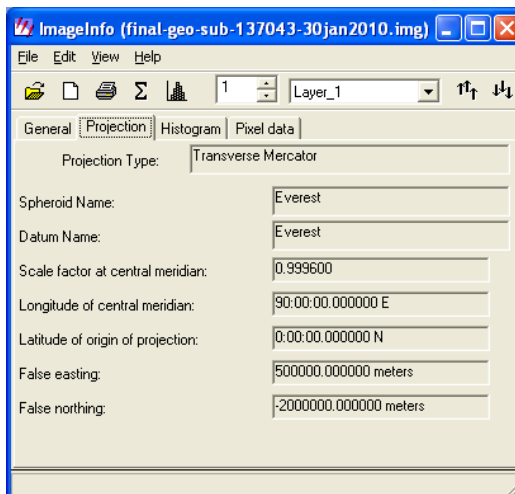 ImageInfo (final-geo-sub-137043-30jan2010.img)
File Edit View Help
Σ 1 Layer_1
General Projection Histogram Pixel data
Projection Type: Transverse Mercator
Spheroid Name: Everest
Datum Name: Everest
Scale factor at central meridian: 0.999600
Longitude of central meridian: 90:00:00.000000 E
Latitude of origin of projection: 0:00:00.000000 N
False easting: 500000.000000 meters
False northing: -2000000.000000 meters